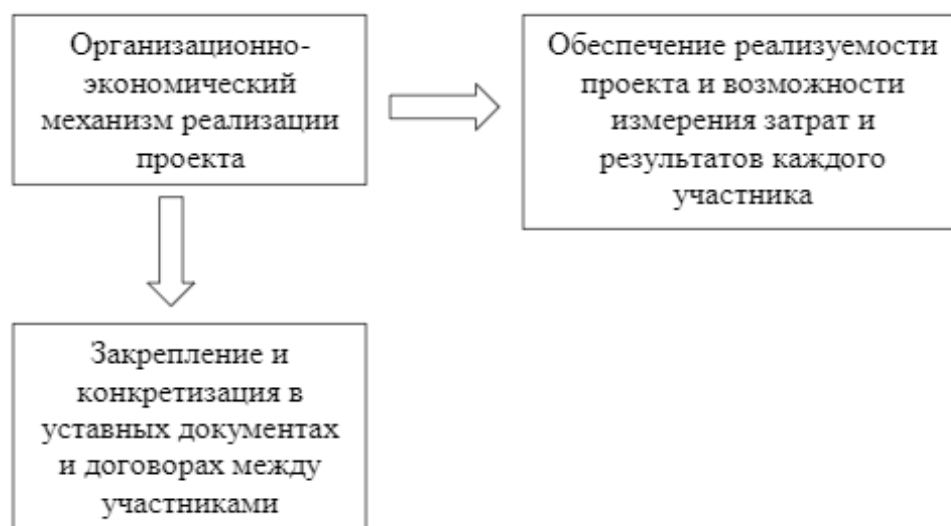 Организационно-
экономический
механизм реализации
проекта
Обеспечение реализуемости
проекта и возможности
измерения затрат и
результатов каждого
участника
Закрепление и
конкретизация в
уставных документах
и договорах между
участниками